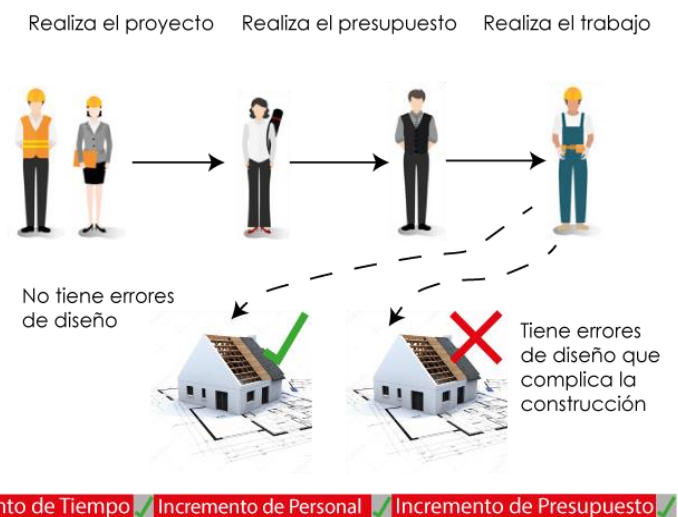 Realiza el proyecto Realiza el presupuesto Realiza el trabajo
No tiene errores
de diseño
Tiene errores
de diseño que
complica la
construcción
de Tiempo Incremento de Personal Incremento de Presupuesto